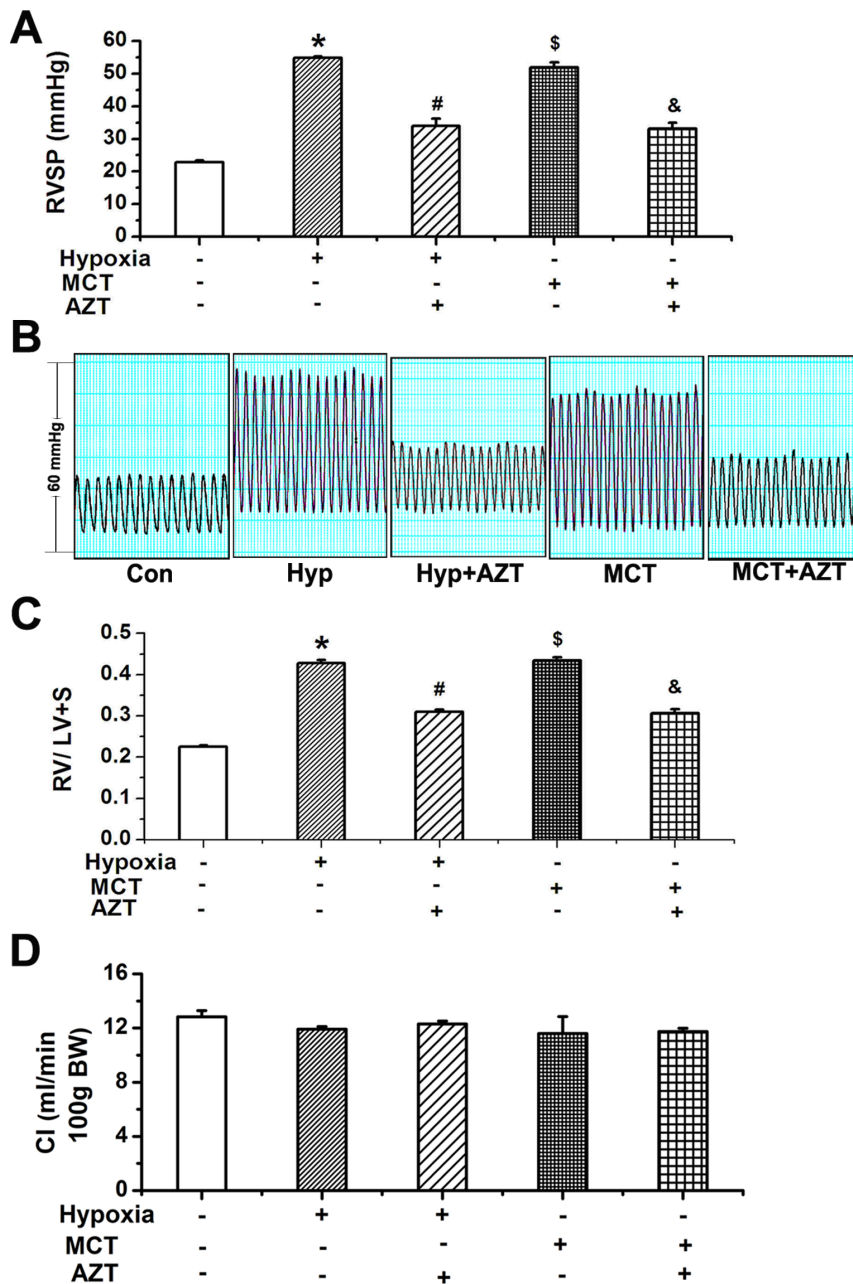 A
60
50
40
30
20
10
0
RVSP (mmHg)
*
#
$
&
Hypoxia - + + - -
MCT - - - + +
AZT - - + - +
B
60 mmHg
Con Hyp Hyp+AZT MCT MCT+AZT
C
0.5
0.4
0.3
0.2
0.1
0.0
RV/ LV+S
*
#
$
&
Hypoxia - + + - -
MCT - - - + +
AZT - - + - +
D
16
12
8
4
0
CI (ml/min
100g BW)
Hypoxia - + + - -
MCT - - - + +
AZT - - + - +